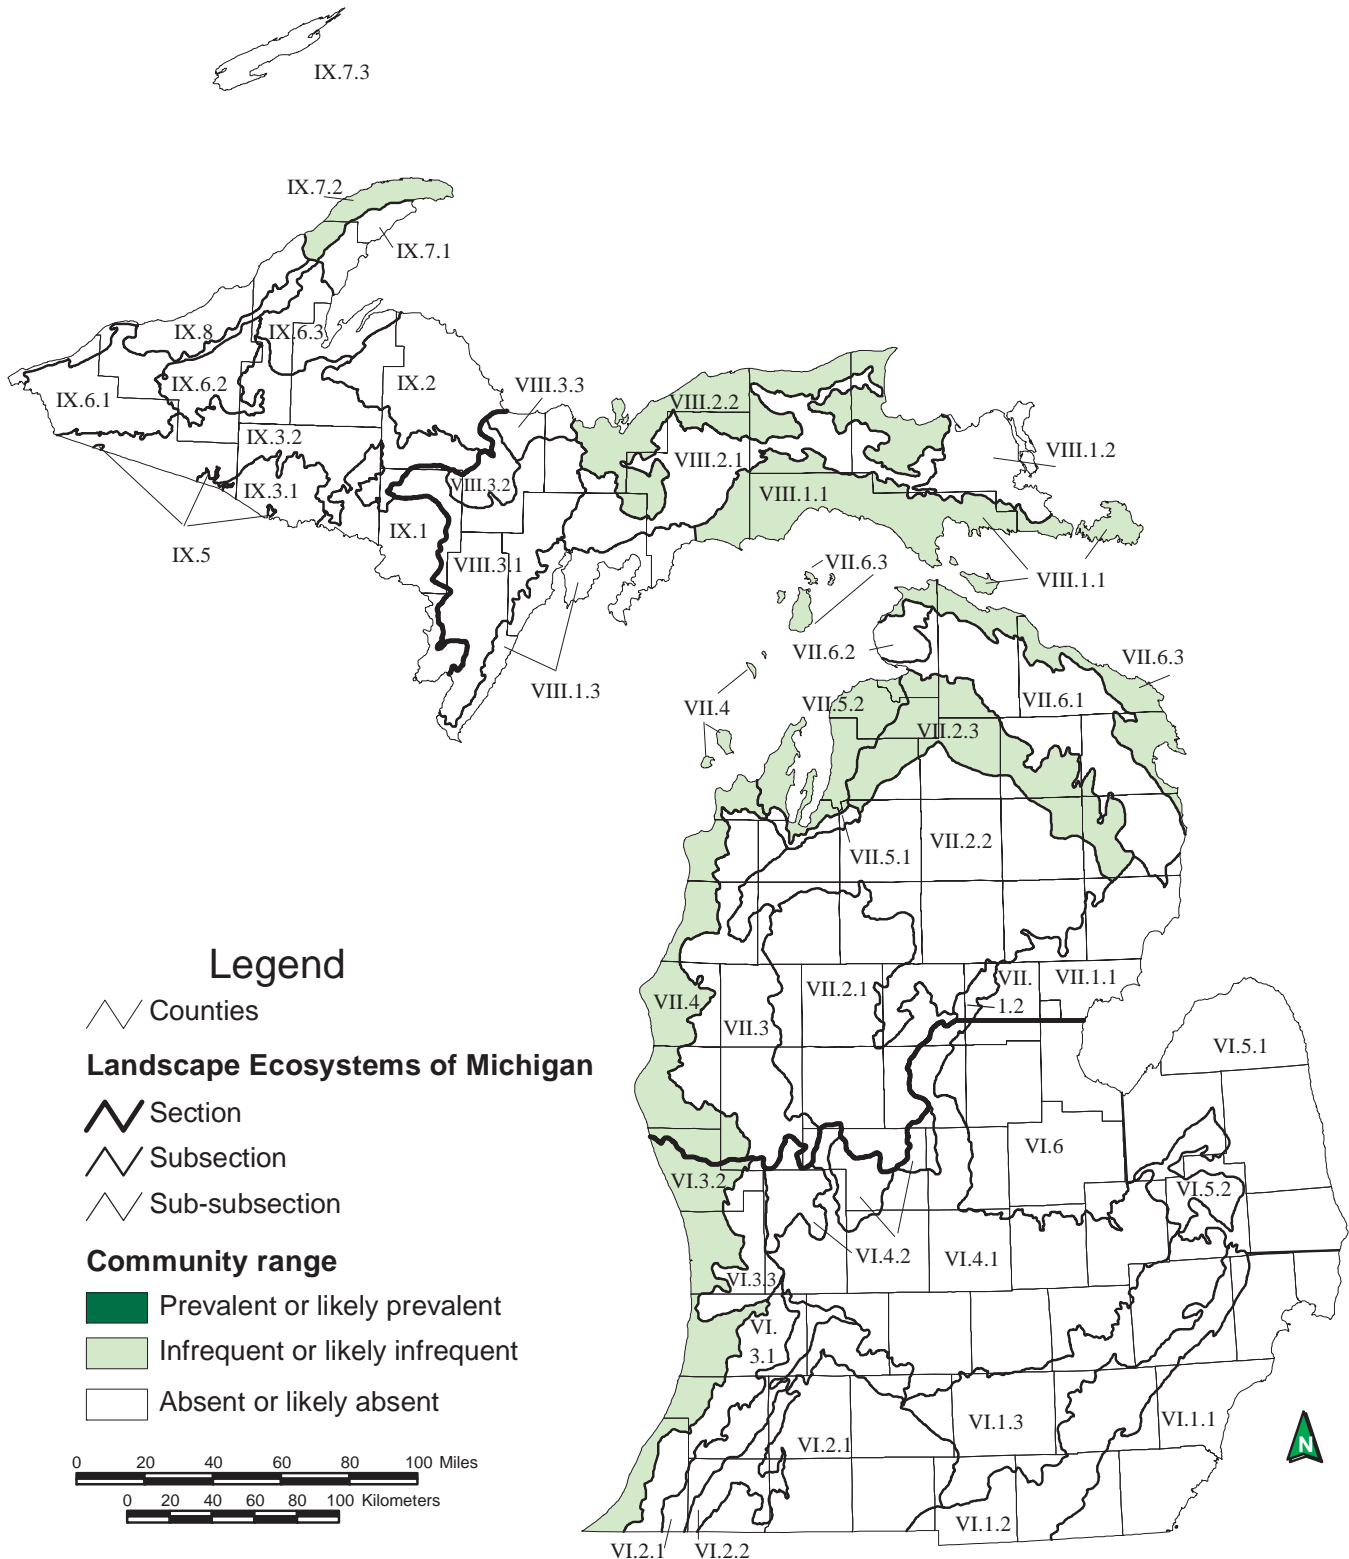 IX.7.3
IX.7.2
IX.7.1
IX.8
IX.6.3
IX.6.2
IX.6.1
IX.2
VIII.3.3
VIII.2.2
IX.3.2
VIII.2.1
VIII.1.2
IX.3.1
VIII.3.2
VIII.1.1
IX.1
IX.5
VIII.3.1
VII.6.3
VIII.1.1
VII.6.2
VII.6.3
VIII.1.3
VII.6.1
VII.4
VII.5.2
VII.2.3
VII.2.2
VII.5.1
VII.4
VII.2.1
VII.
1.2
VII.1.1
VII.3
VI.5.1
VI.6
VI.3.2
VI.5.2
VI.4.2
VI.4.1
VI.3.3
VI.
3.1
VI.1.3
VI.1.1
VI.2.1
VI.1.2
VI.2.1
VI.2.2
Legend
Counties
Landscape Ecosystems of Michigan
Section
Subsection
Sub-subsection
Community range
Prevalent or likely prevalent
Infrequent or likely infrequent
Absent or likely absent
0 20 40 60 80 100 Miles
0 20 40 60 80 100 Kilometers
N